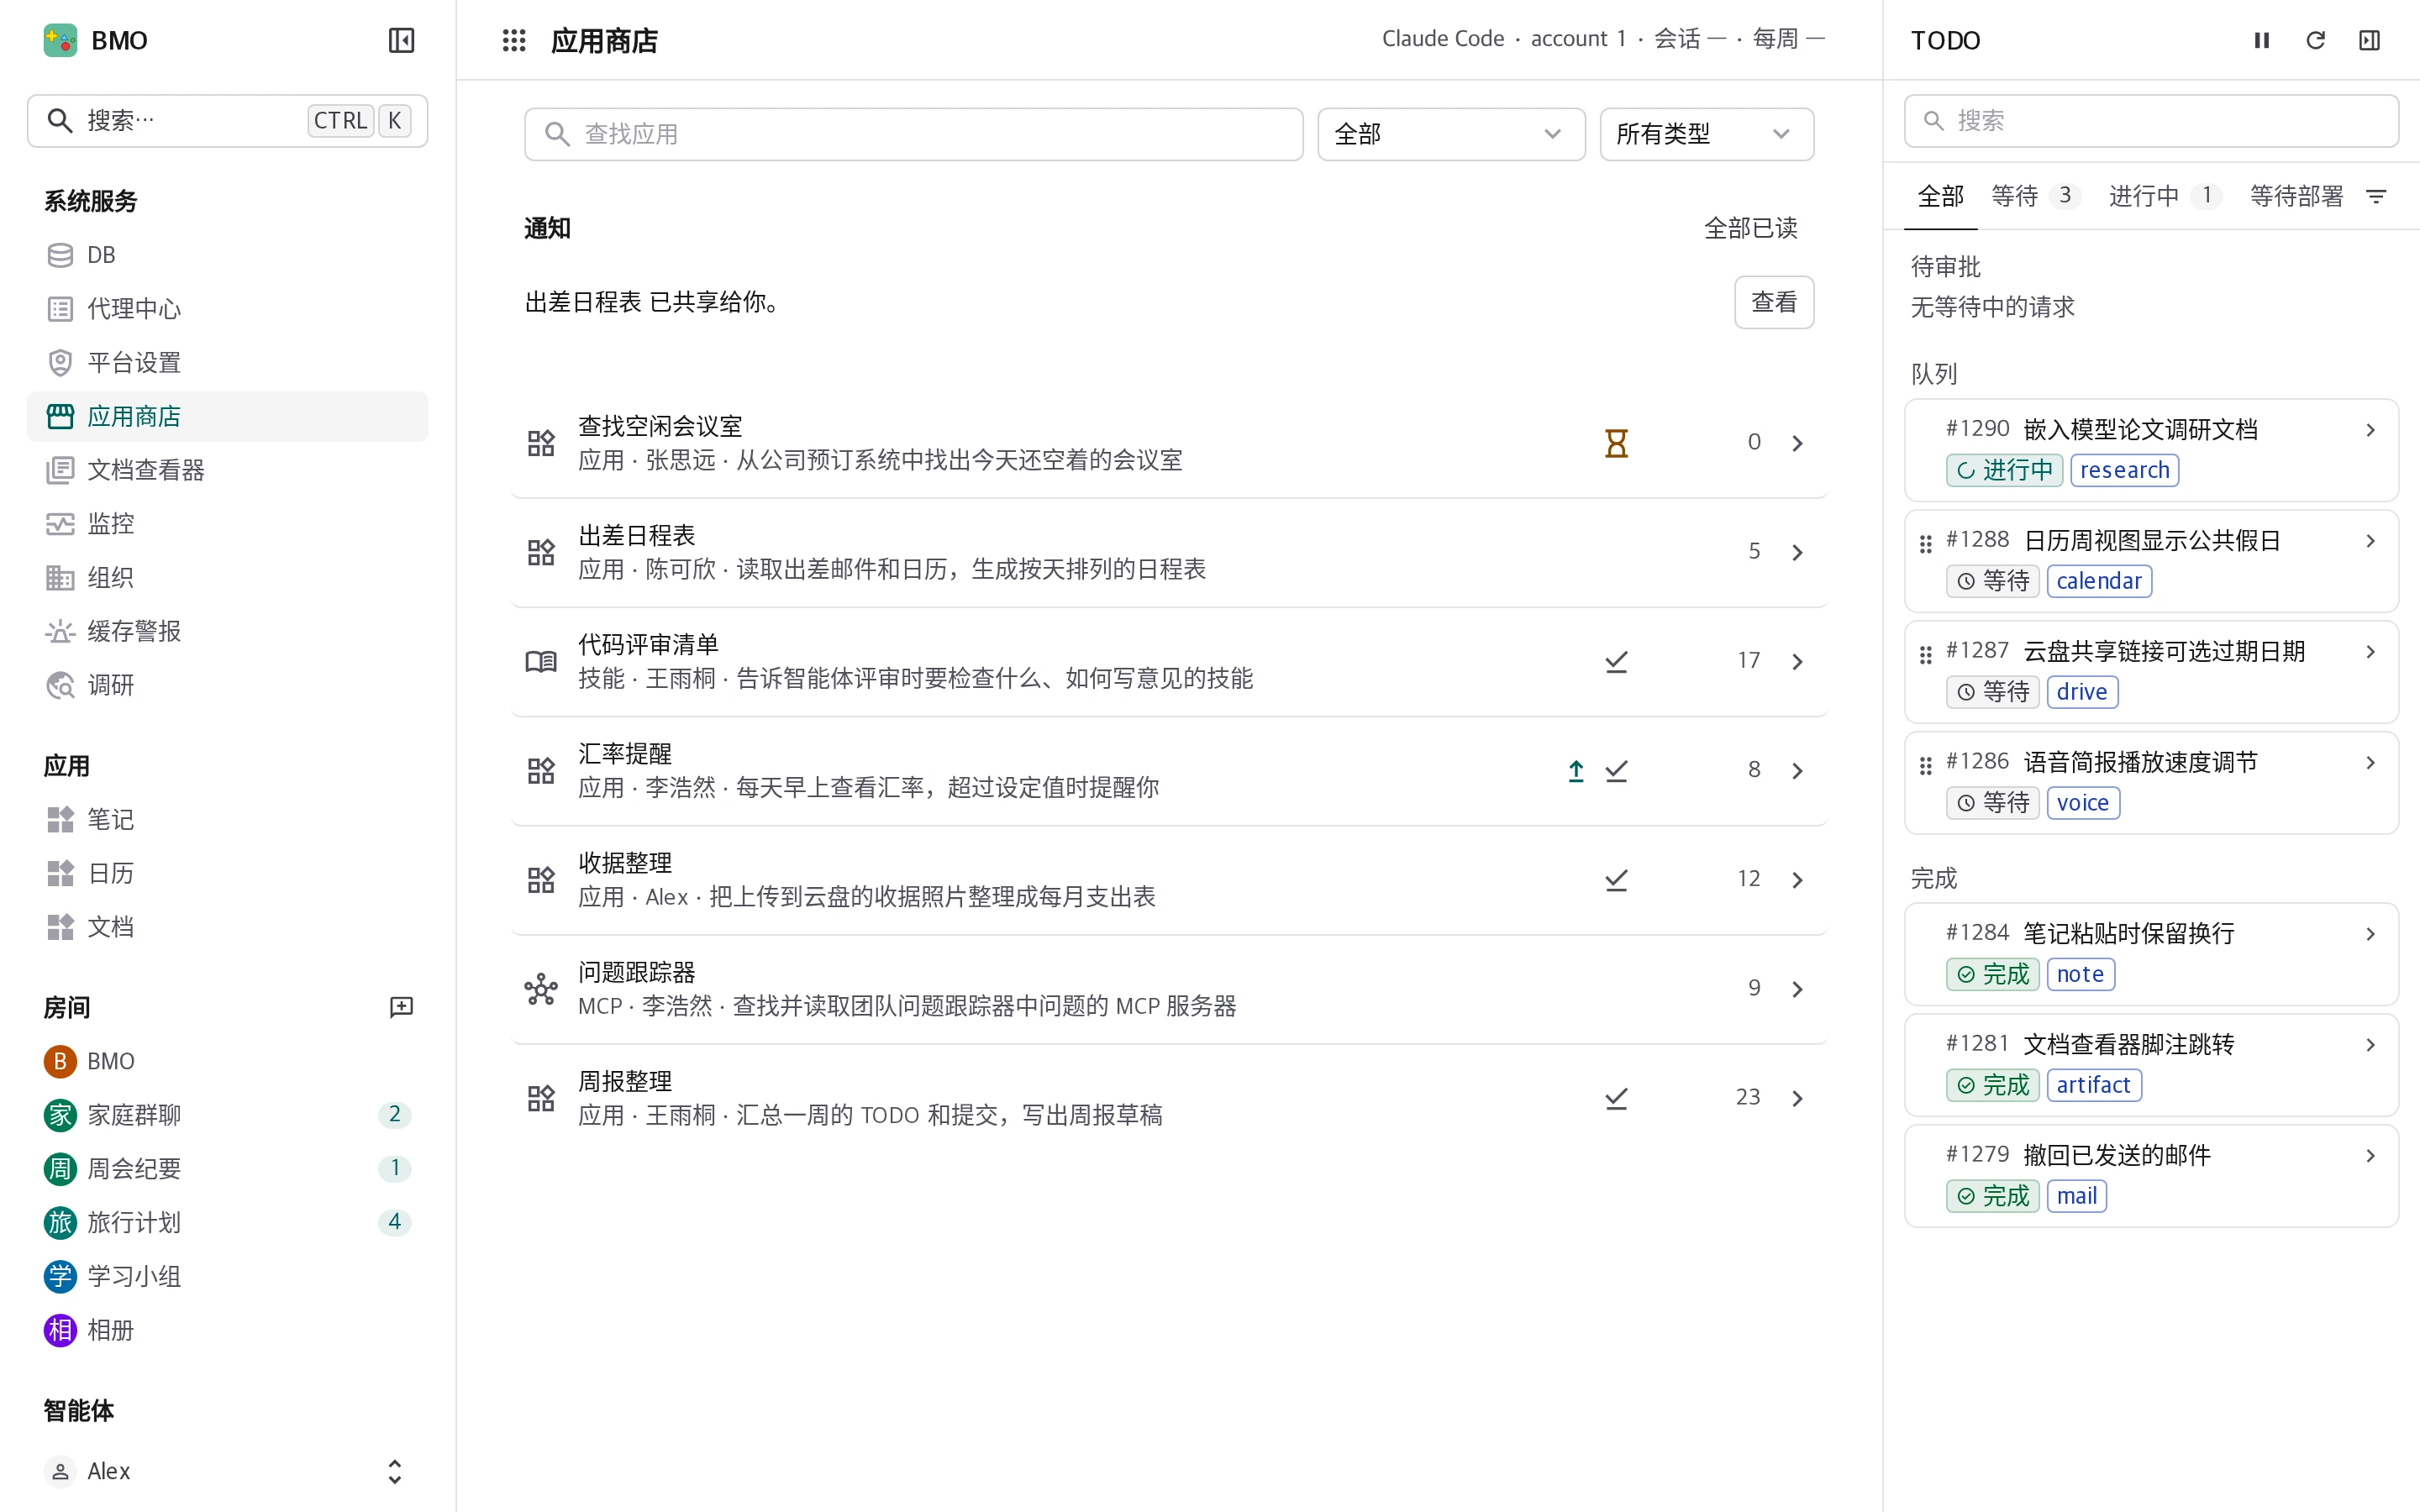 BMO
搜索…
CTRL K
系统服务
DB
代理中心
平台设置
应用商店
文档查看器
监控
组织
缓存警报
调研
应用
笔记
日历
文档
房间
B BMO
家 家庭群聊 2
周 周会纪要 1
旅 旅行计划 4
学 学习小组
相 相册
智能体
Alex
应用商店
Claude Code · account 1 · 会话 — · 每周 —
查找应用
全部
所有类型
通知
全部已读
出差日程表 已共享给你。
查看
查找空闲会议室
应用 · 张思远 · 从公司预订系统中找出今天还空着的会议室
0
出差日程表
应用 · 陈可欣 · 读取出差邮件和日历，生成按天排列的日程表
5
代码评审清单
技能 · 王雨桐 · 告诉智能体评审时要检查什么、如何写意见的技能
17
汇率提醒
应用 · 李浩然 · 每天早上查看汇率，超过设定值时提醒你
8
收据整理
应用 · Alex · 把上传到云盘的收据照片整理成每月支出表
12
问题跟踪器
MCP · 李浩然 · 查找并读取团队问题跟踪器中问题的 MCP 服务器
9
周报整理
应用 · 王雨桐 · 汇总一周的 TODO 和提交，写出周报草稿
23
TODO
搜索
全部 等待 3 进行中 1 等待部署
待审批
无等待中的请求
队列
#1290 嵌入模型论文调研文档
进行中 research
#1288 日历周视图显示公共假日
等待 calendar
#1287 云盘共享链接可选过期日期
等待 drive
#1286 语音简报播放速度调节
等待 voice
完成
#1284 笔记粘贴时保留换行
完成 note
#1281 文档查看器脚注跳转
完成 artifact
#1279 撤回已发送的邮件
完成 mail